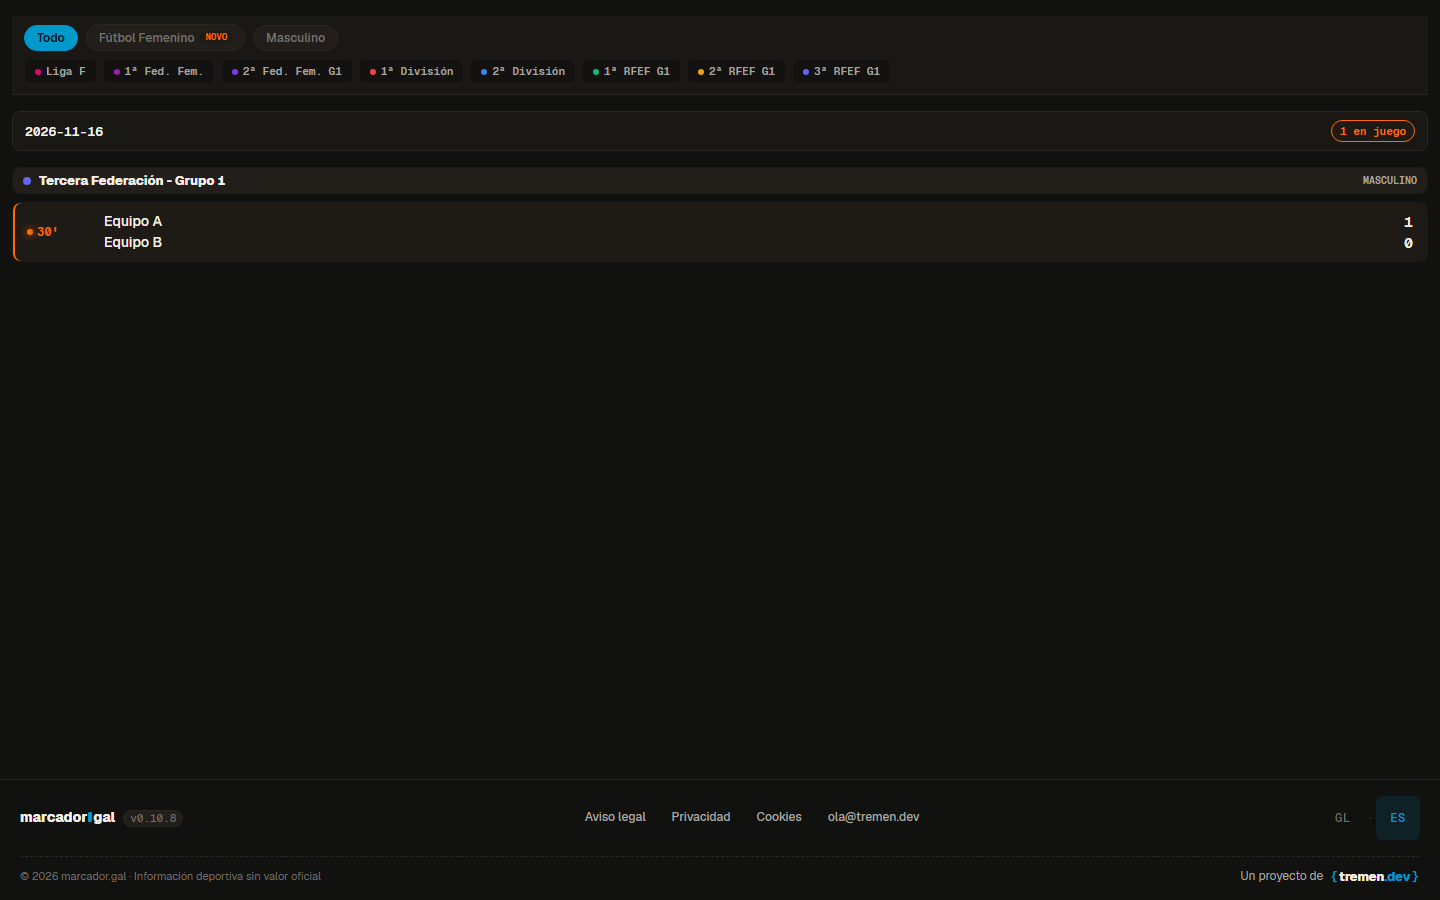 Todo Fútbol Femenino NOVO Masculino
Liga F 1ª Fed. Fem. 2ª Fed. Fem. G1 1ª División 2ª División 1ª RFEF G1 2ª RFEF G1 3ª RFEF G1
2026-11-16 1 en juego
Tercera Federación - Grupo 1 MASCULINO
30'
Equipo A 1
Equipo B 0
marcador gal v0.10.8 Aviso legal · Privacidad · Cookies · ola@tremen.dev GL · ES
© 2026 marcador.gal · Información deportiva sin valor oficial Un proyecto de {tremen.dev}